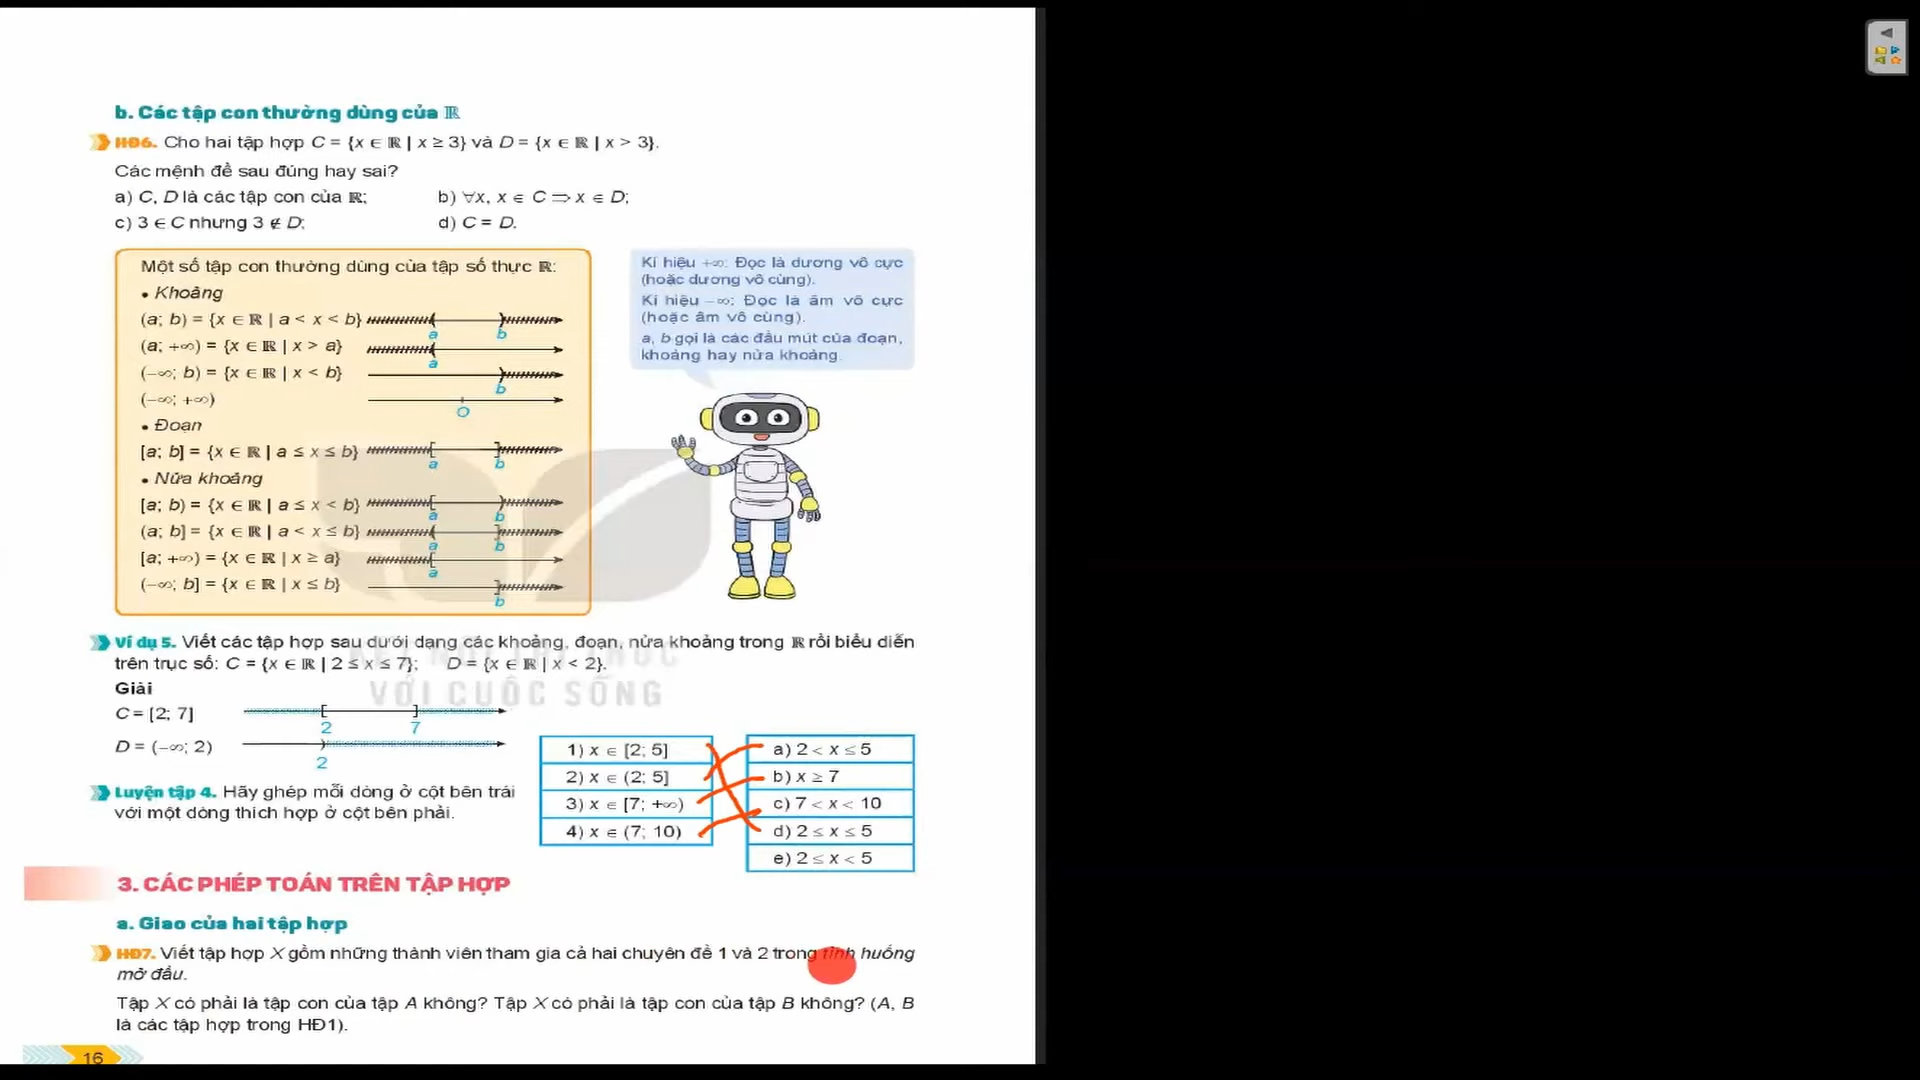 b. Các tập con thường dùng của ℝ
HĐ6. Cho hai tập hợp C = {x ∈ ℝ | x ≥ 3} và D = {x ∈ ℝ | x > 3}.
Các mệnh đề sau đúng hay sai?
a) C, D là các tập con của ℝ; b) ∀x, x ∈ C ⇒ x ∈ D;
c) 3 ∈ C nhưng 3 ∉ D; d) C = D.
Một số tập con thường dùng của tập số thực ℝ:
• Khoảng
(a; b) = {x ∈ ℝ | a < x < b}
a b
(a; +∞) = {x ∈ ℝ | x > a}
a
(−∞; b) = {x ∈ ℝ | x < b}
b
(−∞; +∞)
O
• Đoạn
[a; b] = {x ∈ ℝ | a ≤ x ≤ b}
a b
• Nửa khoảng
[a; b) = {x ∈ ℝ | a ≤ x < b}
a b
(a; b] = {x ∈ ℝ | a < x ≤ b}
a b
[a; +∞) = {x ∈ ℝ | x ≥ a}
a
(−∞; b] = {x ∈ ℝ | x ≤ b}
b
Kí hiệu +∞: Đọc là dương vô cực
(hoặc dương vô cùng).
Kí hiệu −∞: Đọc là âm vô cực
(hoặc âm vô cùng).
a, b gọi là các đầu mút của đoạn,
khoảng hay nửa khoảng.
Ví dụ 5. Viết các tập hợp sau dưới dạng các khoảng, đoạn, nửa khoảng trong ℝ rồi biểu diễn
trên trục số: C = {x ∈ ℝ | 2 ≤ x ≤ 7}; D = {x ∈ ℝ | x < 2}.
KẾT NỐI TRI THỨC
VỚI CUỘC SỐNG
Giải
C = [2; 7]
2 7
D = (−∞; 2)
2
Luyện tập 4. Hãy ghép mỗi dòng ở cột bên trái
với một dòng thích hợp ở cột bên phải.
1) x ∈ [2; 5]
2) x ∈ (2; 5]
3) x ∈ [7; +∞)
4) x ∈ (7; 10)
a) 2 < x ≤ 5
b) x ≥ 7
c) 7 < x < 10
d) 2 ≤ x ≤ 5
e) 2 ≤ x < 5
3. CÁC PHÉP TOÁN TRÊN TẬP HỢP
a. Giao của hai tập hợp
HĐ7. Viết tập hợp X gồm những thành viên tham gia cả hai chuyên đề 1 và 2 trong tình huống
mở đầu.
Tập X có phải là tập con của tập A không? Tập X có phải là tập con của tập B không? (A, B
là các tập hợp trong HĐ1).
16